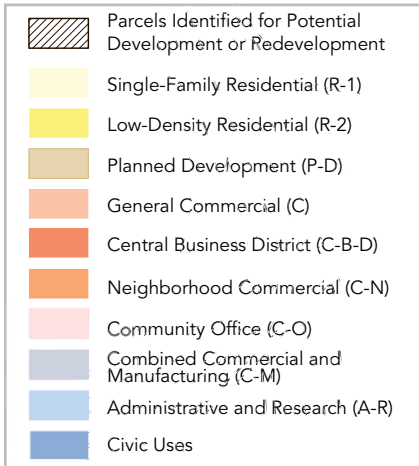 Parcels Identified for Potential
Development or Redevelopment
Single-Family Residential (R-1)
Low-Density Residential (R-2)
Planned Development (P-D)
General Commercial (C)
Central Business District (C-B-D)
Neighborhood Commercial (C-N)
Community Office (C-O)
Combined Commercial and
Manufacturing (C-M)
Administrative and Research (A-R)
Civic Uses